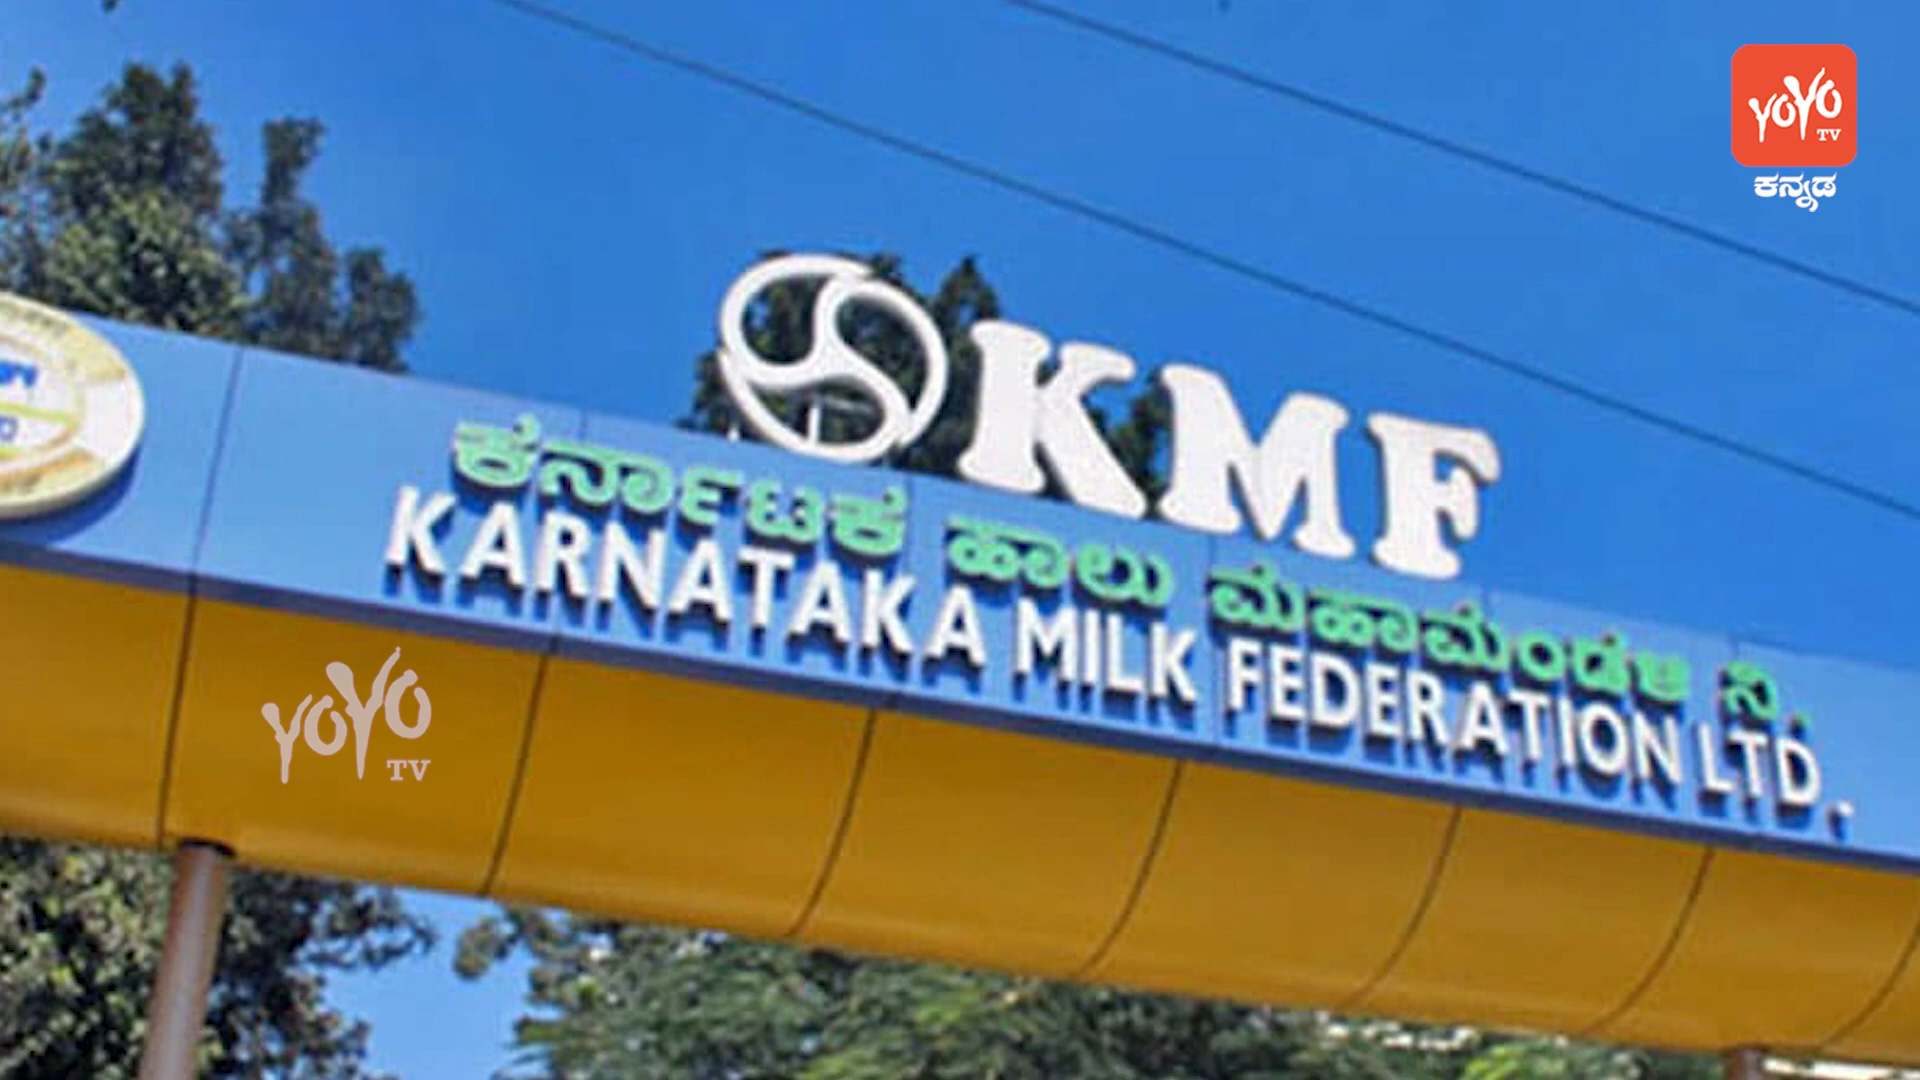 YOYO
TV
ಕನ್ನಡ
KMF
ಕರ್ನಾಟಕ ಹಾಲು ಮಹಾಮಂಡಳ ನಿ.
KARNATAKA MILK FEDERATION LTD.
YOYO
TV